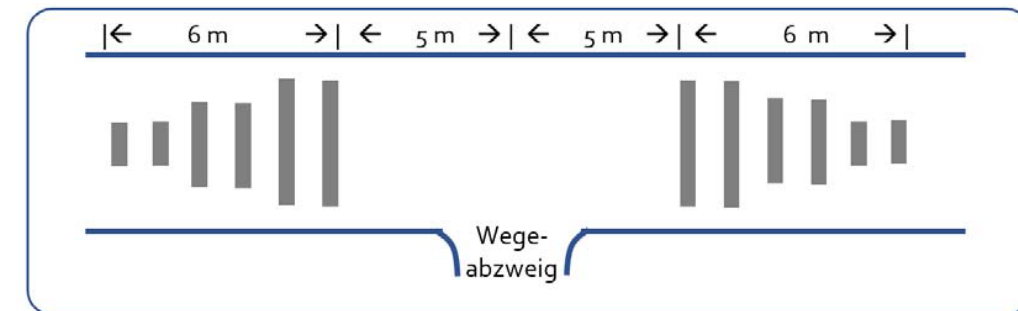 |← 6 m →| ← 5 m →| ← 5 m →| ← 6 m →|
Wege-
abzweig